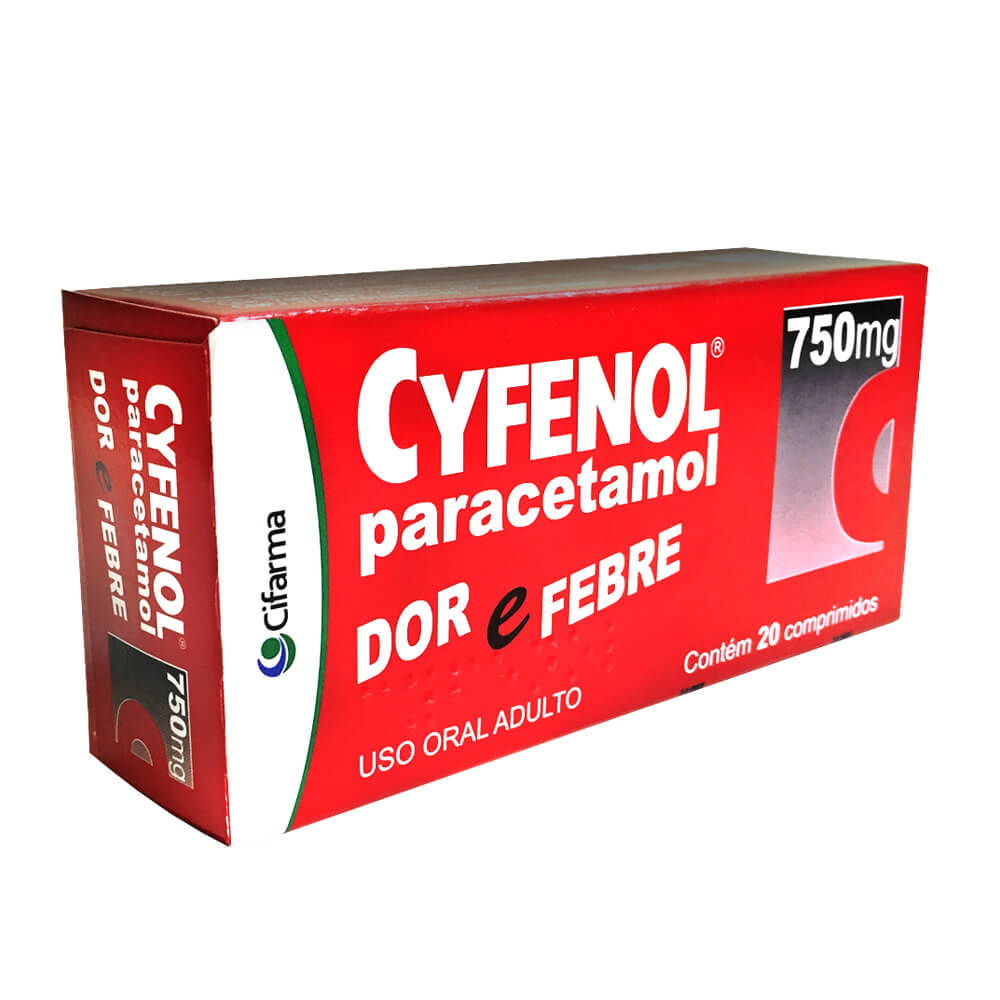 CYFENOL®
paracetamol
DOR e FEBRE
USO ORAL ADULTO
750mg
Contém 20 comprimidos
Cifarma
CYFENOL®
paracetamol
DOR e FEBRE
750mg